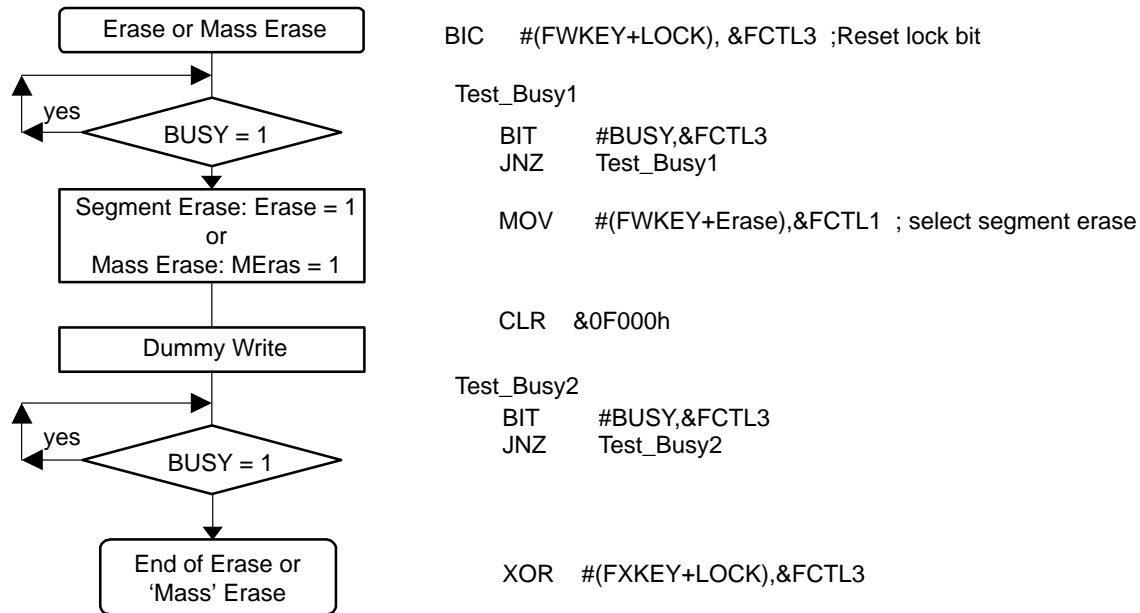 Erase or Mass Erase
BIC #(FWKEY+LOCK), &FCTL3 ;Reset lock bit
yes
BUSY = 1
Test_Busy1
BIT #BUSY,&FCTL3
JNZ Test_Busy1
Segment Erase: Erase = 1
or
Mass Erase: MEras = 1
MOV #(FWKEY+Erase),&FCTL1 ; select segment erase
Dummy Write
CLR &0F000h
yes
BUSY = 1
Test_Busy2
BIT #BUSY,&FCTL3
JNZ Test_Busy2
End of Erase or
‘Mass’ Erase
XOR #(FXKEY+LOCK),&FCTL3